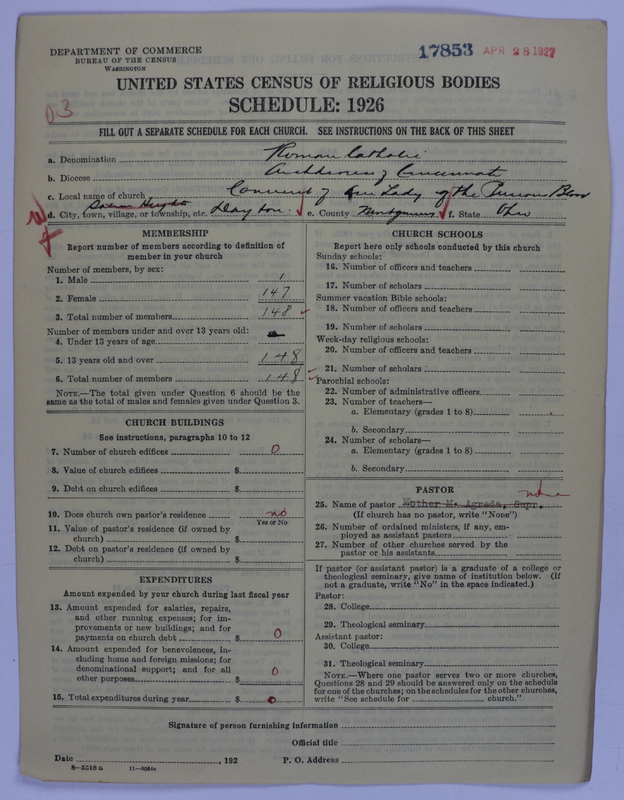 DEPARTMENT OF COMMERCE
BUREAU OF THE CENSUS
WASHINGTON
17853 APR 28 1927
UNITED STATES CENSUS OF RELIGIOUS BODIES
SCHEDULE: 1926
FILL OUT A SEPARATE SCHEDULE FOR EACH CHURCH. SEE INSTRUCTIONS ON THE BACK OF THIS SHEET
a. Denomination Roman Catholic
b. Diocese Archdiocese of Cincinnati
c. Local name of church Convent of Our Lady of the Precious Blood
Salem Heights
d. City, town, village, or township, etc. Dayton. e. County Montgomery f. State Ohio
MEMBERSHIP
Report number of members according to definition of
member in your church
Number of members, by sex:
1. Male 1
2. Female 147
3. Total number of members 148
Number of members under and over 13 years old:
4. Under 13 years of age
5. 13 years old and over 148
6. Total number of members 148
NOTE.—The total given under Question 6 should be
same as the total of males and females given under Question 3.
CHURCH BUILDINGS
See instructions, paragraphs 10 to 12
7. Number of church edifices 0
8. Value of church edifices $
9. Debt on church edifices $
10. Does church own pastor's residence no
Yes or No
11. Value of pastor's residence (if owned by
church) $
12. Debt on pastor's residence (if owned by
church) $
EXPENDITURES
Amount expended by your church during last fiscal year
13. Amount expended for salaries, repairs,
and other running expenses; for im-
provements or new buildings; and for
payments on church debt $ 0
14. Amount expended for benevolences, in-
cluding home and foreign missions; for
denominational support; and for all
other purposes $ 0
15. Total expenditures during year $ 0
CHURCH SCHOOLS
Report here only schools conducted by this church
Sunday schools:
16. Number of officers and teachers
17. Number of scholars
Summer vacation Bible schools:
18. Number of officers and teachers
19. Number of scholars
Week-day religious schools:
20. Number of officers and teachers
21. Number of scholars
Parochial schools:
22. Number of administrative officers
23. Number of teachers—
a. Elementary (grades 1 to 8)
b. Secondary
24. Number of scholars—
a. Elementary (grades 1 to 8)
b. Secondary
PASTOR
none
25. Name of pastor Mother M. Agreda, Supr.
(If church has no pastor, write "None")
26. Number of ordained ministers, if any, em-
ployed as assistant pastors
27. Number of other churches served by the
pastor or his assistants
If pastor (or assistant pastor) is a graduate of a college or
theological seminary, give name of institution below. (If
not a graduate, write "No" in the space indicated.)
Pastor:
28. College
29. Theological seminary
Assistant pastor:
30. College
31. Theological seminary
NOTE.—Where one pastor serves two or more churches,
Questions 28 and 29 should be answered only on the schedule
for one of the churches; on the schedules for the other churches,
write "See schedule for church."
Signature of person furnishing information
Official title
Date , 192 P. O. Address